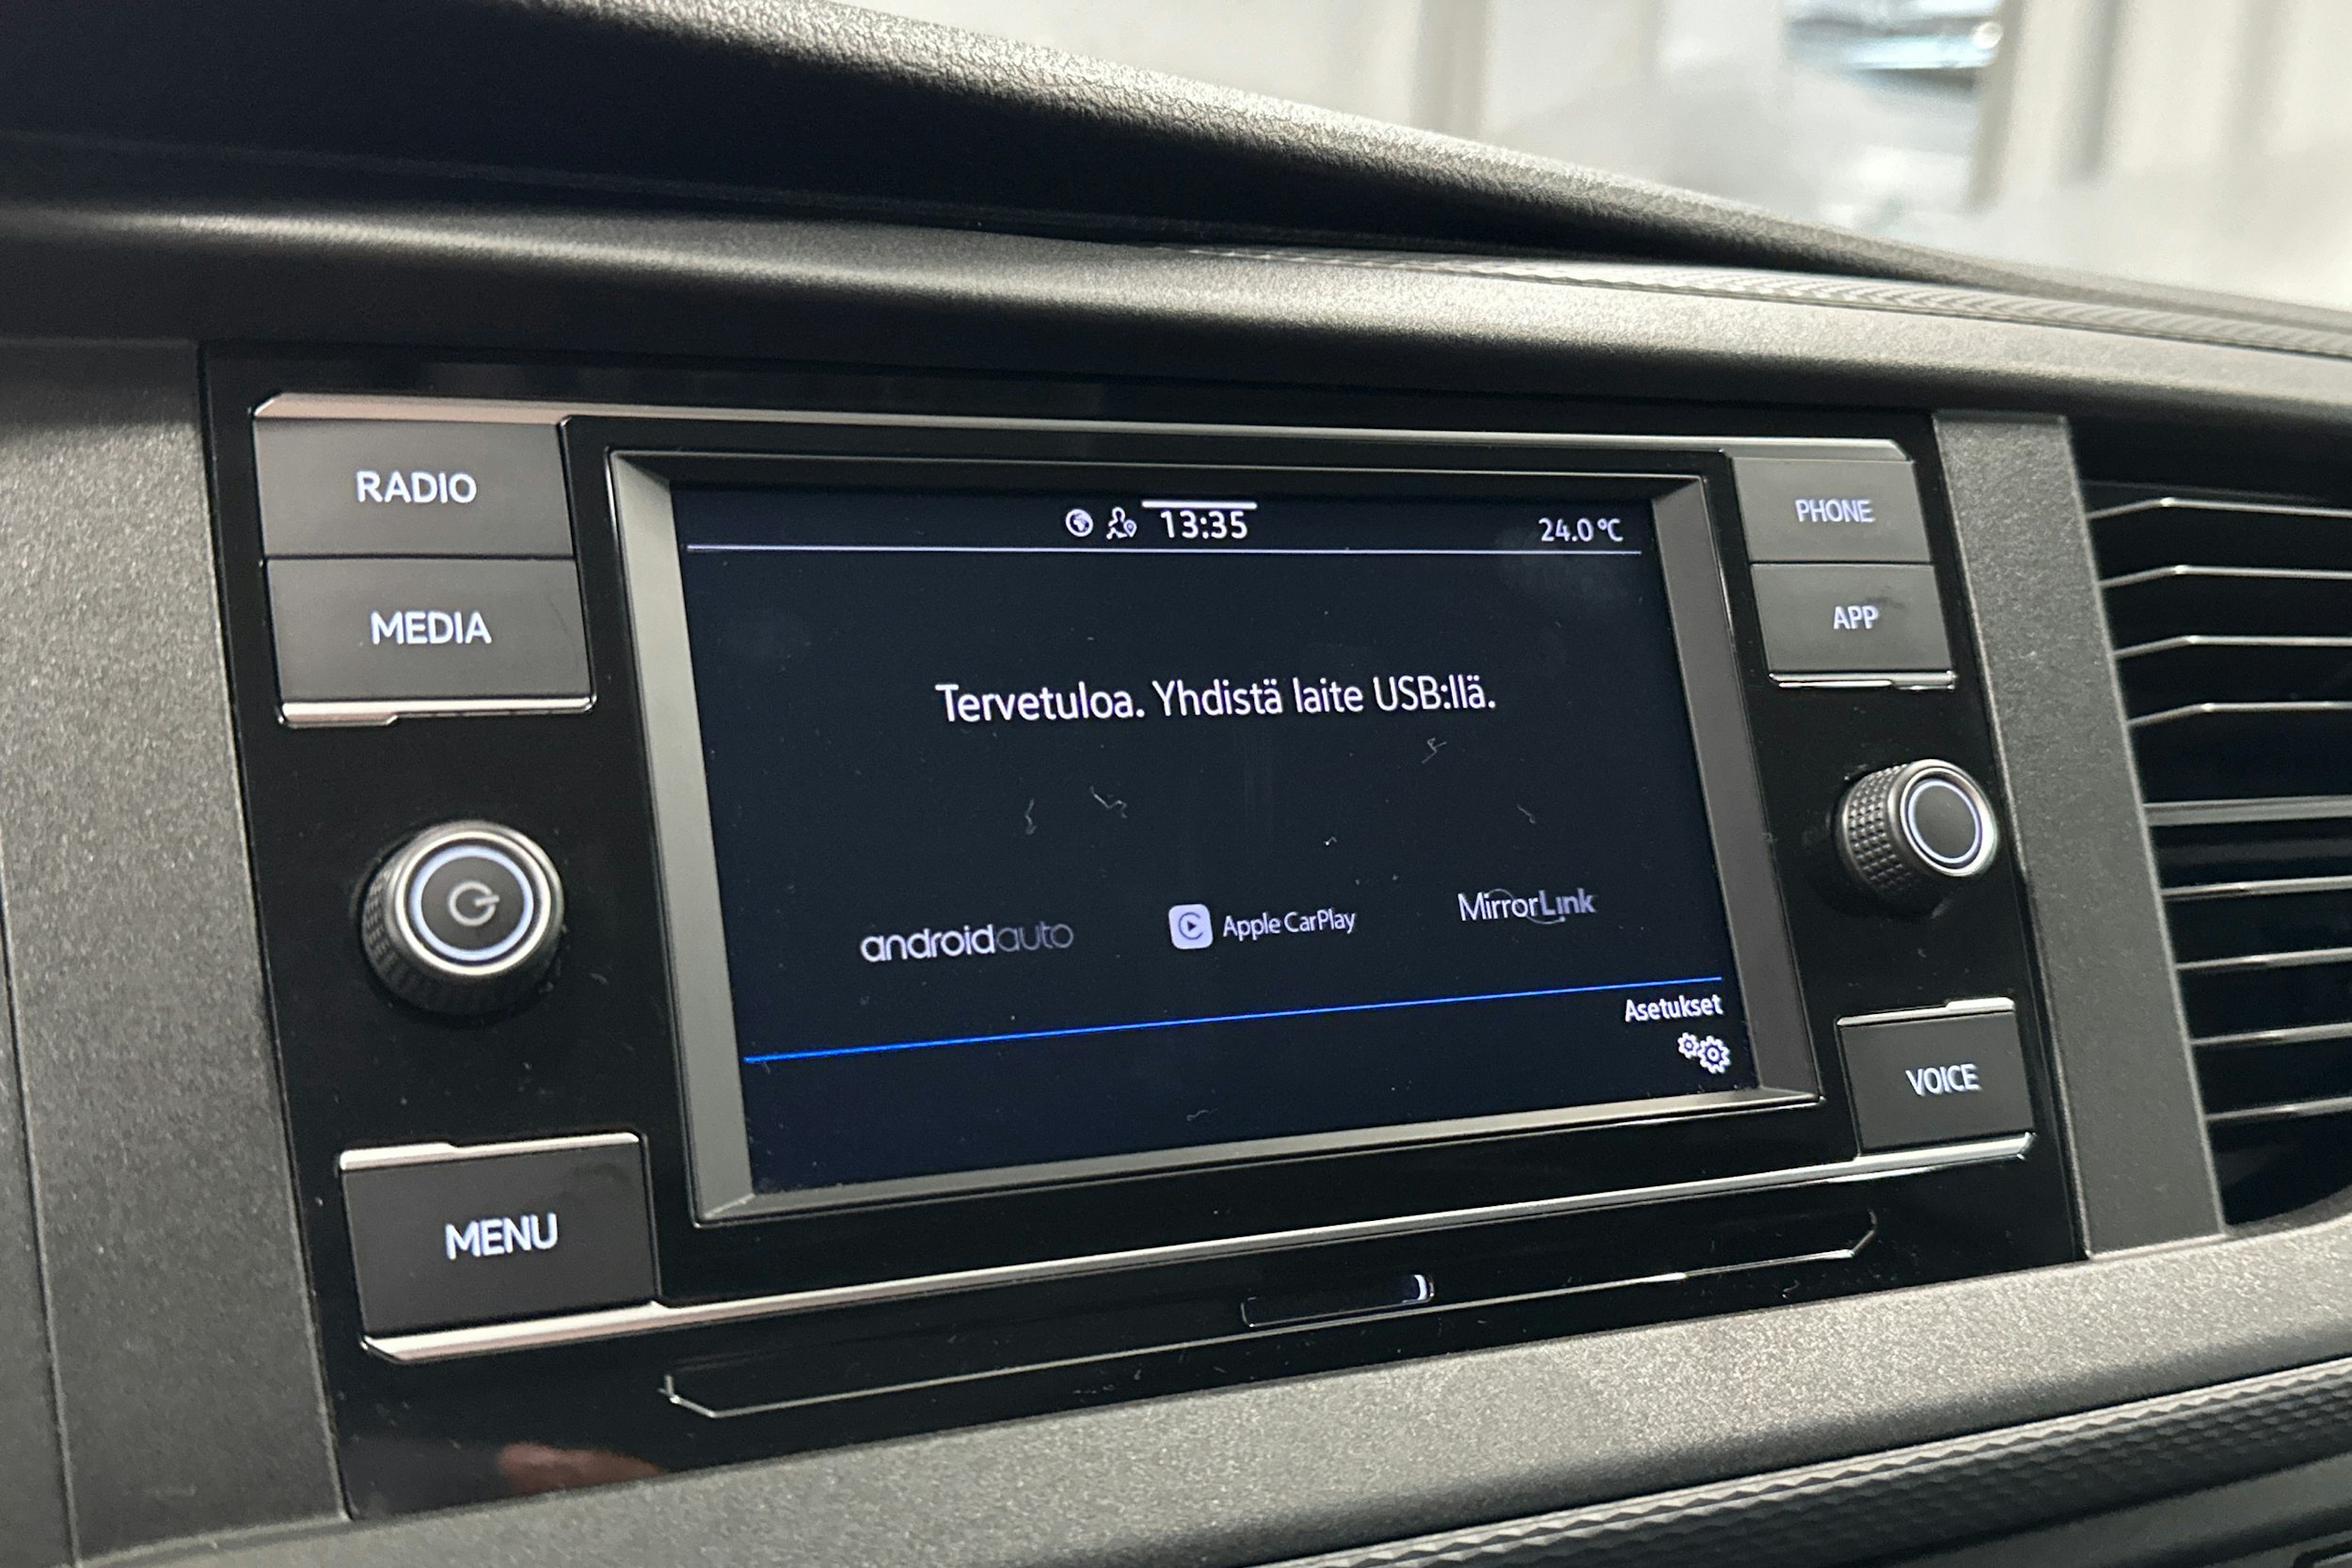 RADIO
MEDIA
MENU
13:35
24.0 °C
Tervetuloa. Yhdistä laite USB:llä.
androidauto
Apple CarPlay
MirrorLink
Asetukset
PHONE
APP
VOICE